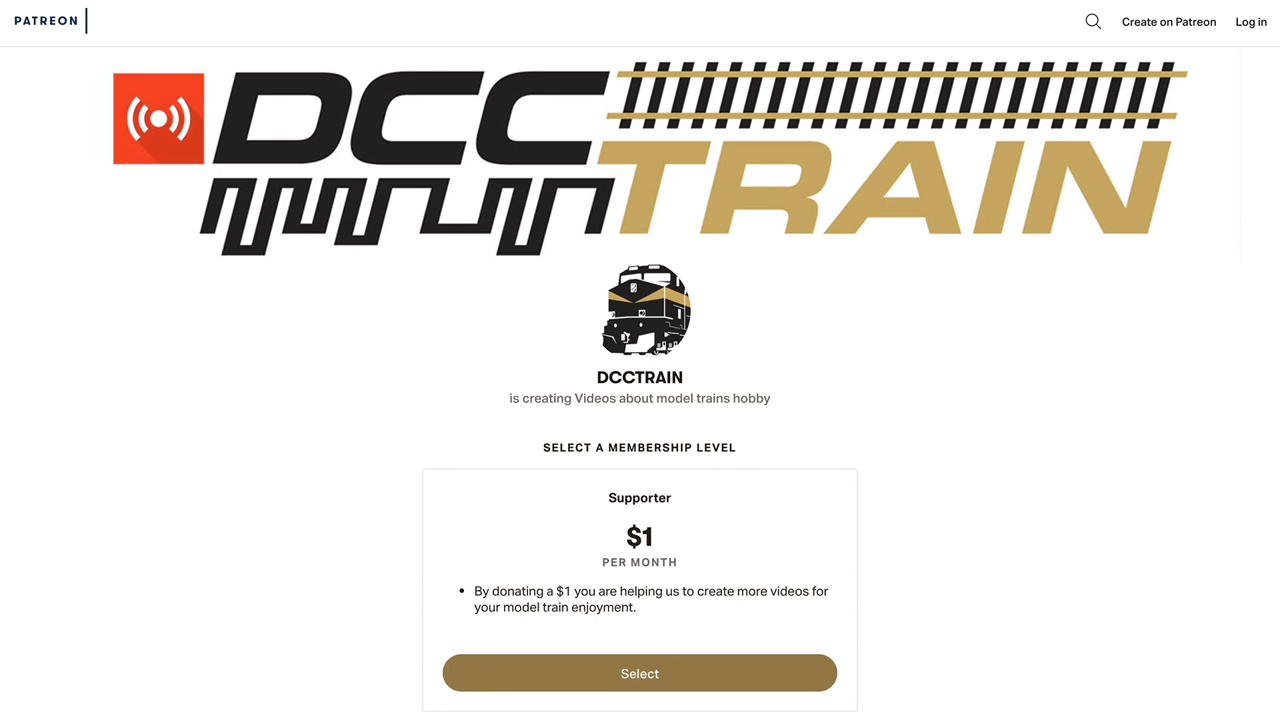 PATREON
Create on Patreon
Log in
DCC
TRAIN
DCCTRAIN
is creating Videos about model trains hobby
SELECT A MEMBERSHIP LEVEL
Supporter
$1
PER MONTH
• By donating a $1 you are helping us to create more videos for
your model train enjoyment.
Select